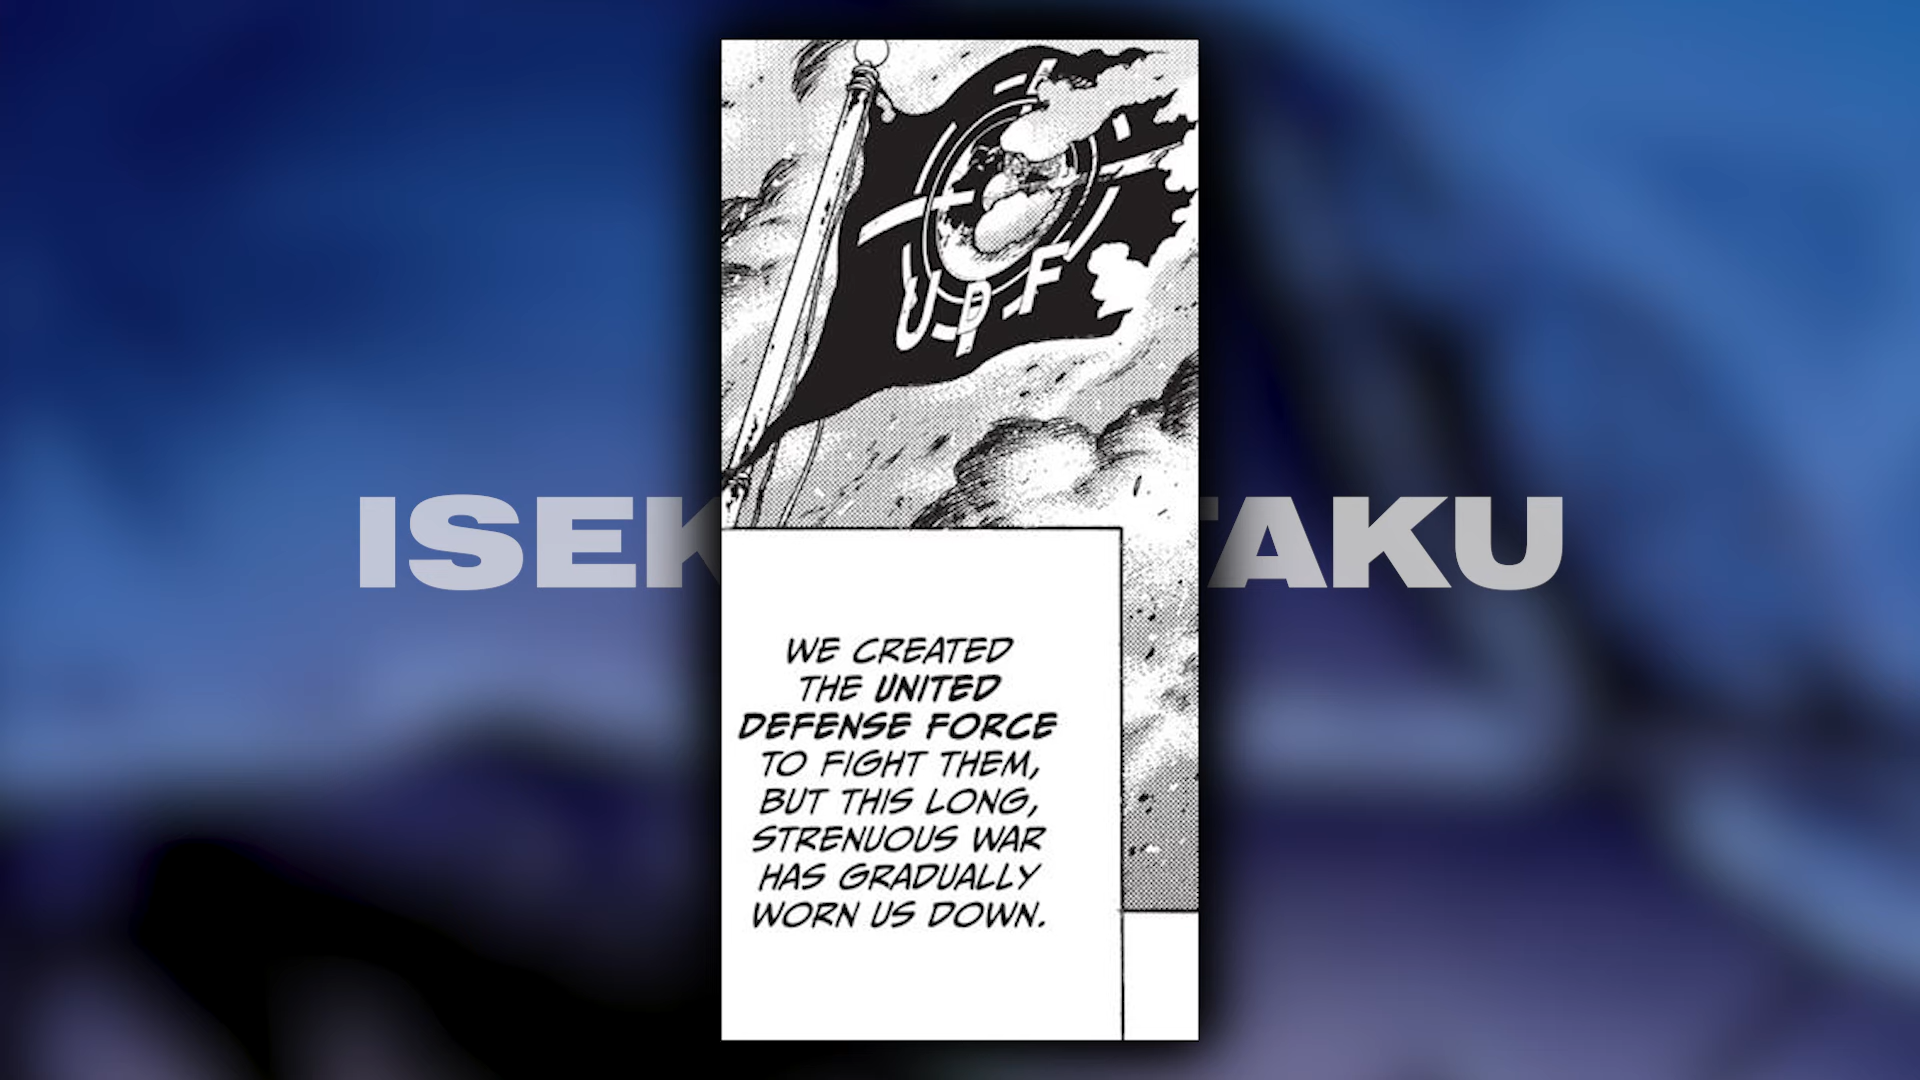 UDF
ISEK TAKU
WE CREATED
THE UNITED
DEFENSE FORCE
TO FIGHT THEM,
BUT THIS LONG,
STRENUOUS WAR
HAS GRADUALLY
WORN US DOWN.